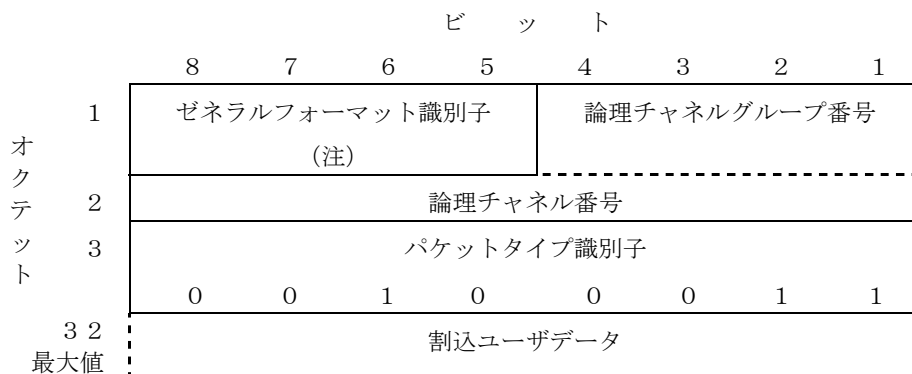 ビット
８ ７ ６ ５ ４ ３ ２ １
１ ゼネラルフォーマット識別子 論理チャネルグループ番号
（注）
オクテット
２ 論理チャネル番号
３ パケットタイプ識別子
０ ０ １ ０ ０ ０ １ １
３２ 割込ユーザデータ
最大値